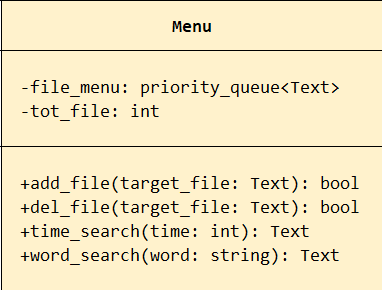 Menu
-file_menu: priority_queue<Text>
-tot_file: int
+add_file(target_file: Text): bool
+del_file(target_file: Text): bool
+time_search(time: int): Text
+word_search(word: string): Text